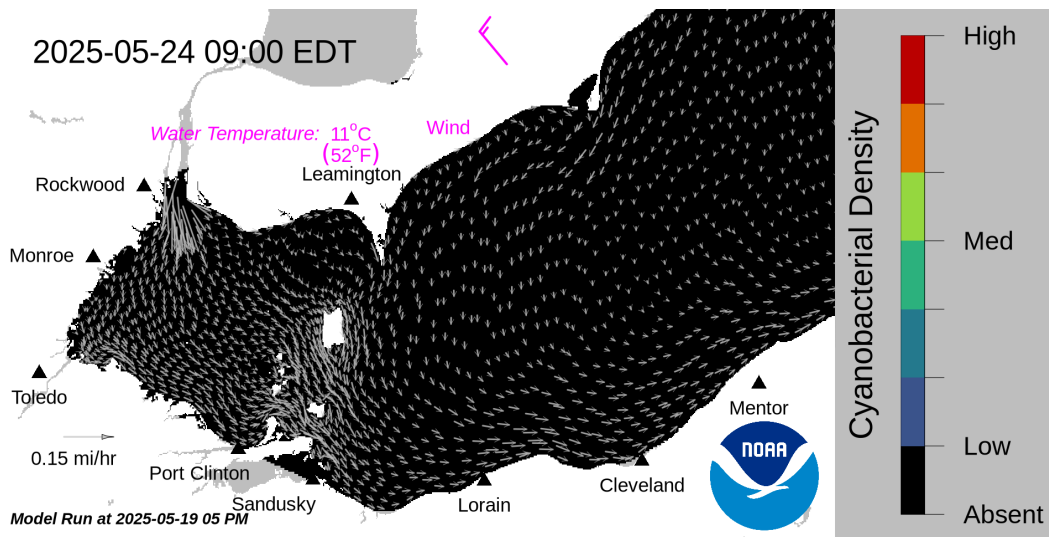 2025-05-24 09:00 EDT
Water Temperature: 11°C
(52°F)
Wind
Leamington
Rockwood
Monroe
Toledo
0.15 mi/hr
Port Clinton
Sandusky
Lorain
Cleveland
Mentor
NOAA
Model Run at 2025-05-19 05 PM
Cyanobacterial Density
High
Med
Low
Absent